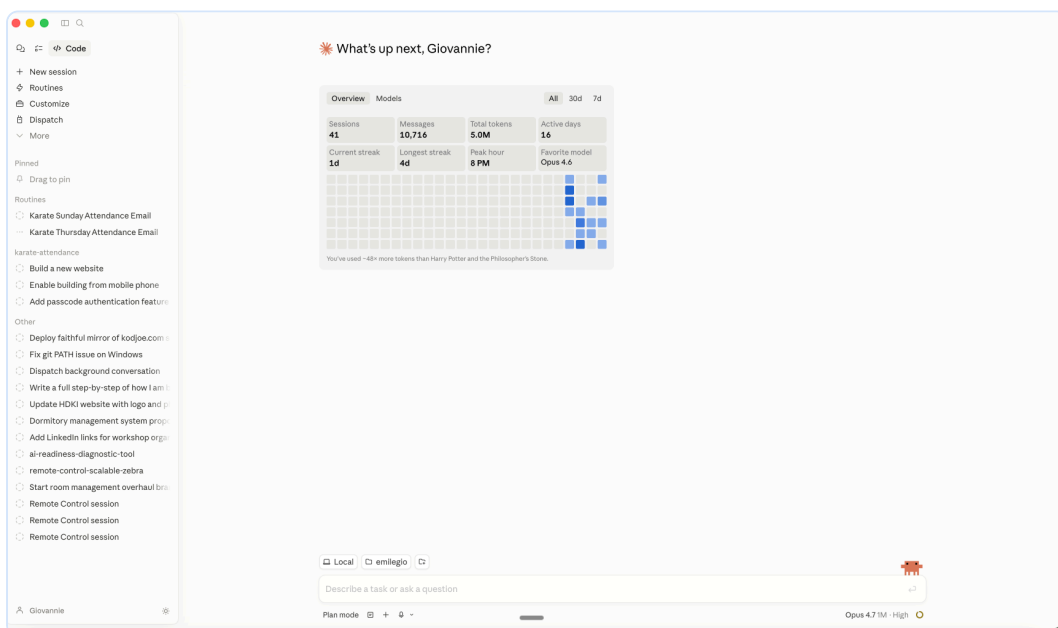 Code
What's up next, Giovannie?
New session
Routines
Customize
Dispatch
More
Pinned
Drag to pin
Routines
Karate Sunday Attendance Email
Karate Thursday Attendance Email
karate-attendance
Build a new website
Enable building from mobile phone
Add passcode authentication feature
Other
Deploy faithful mirror of kodjoe.com
Fix git PATH issue on Windows
Dispatch background conversation
Write a full step-by-step of how I am
Update HDKI website with logo and
Dormitory management system
Add LinkedIn links for workshop
ai-readiness-diagnostic-tool
remote-control-scalable-zebra
Start room management overhaul
Remote Control session
Remote Control session
Remote Control session
Giovannie
Overview Models All 30d 7d
Sessions Messages Total tokens Active days
41 10,716 5.0M 16
Current streak Longest streak Peak hour Favorite model
1d 4d 8 PM Opus 4.6
You've used ~48× more tokens than Harry Potter and the Philosopher's Stone.
Local emilegio
Describe a task or ask a question
Plan mode Opus 4.7 1M · High